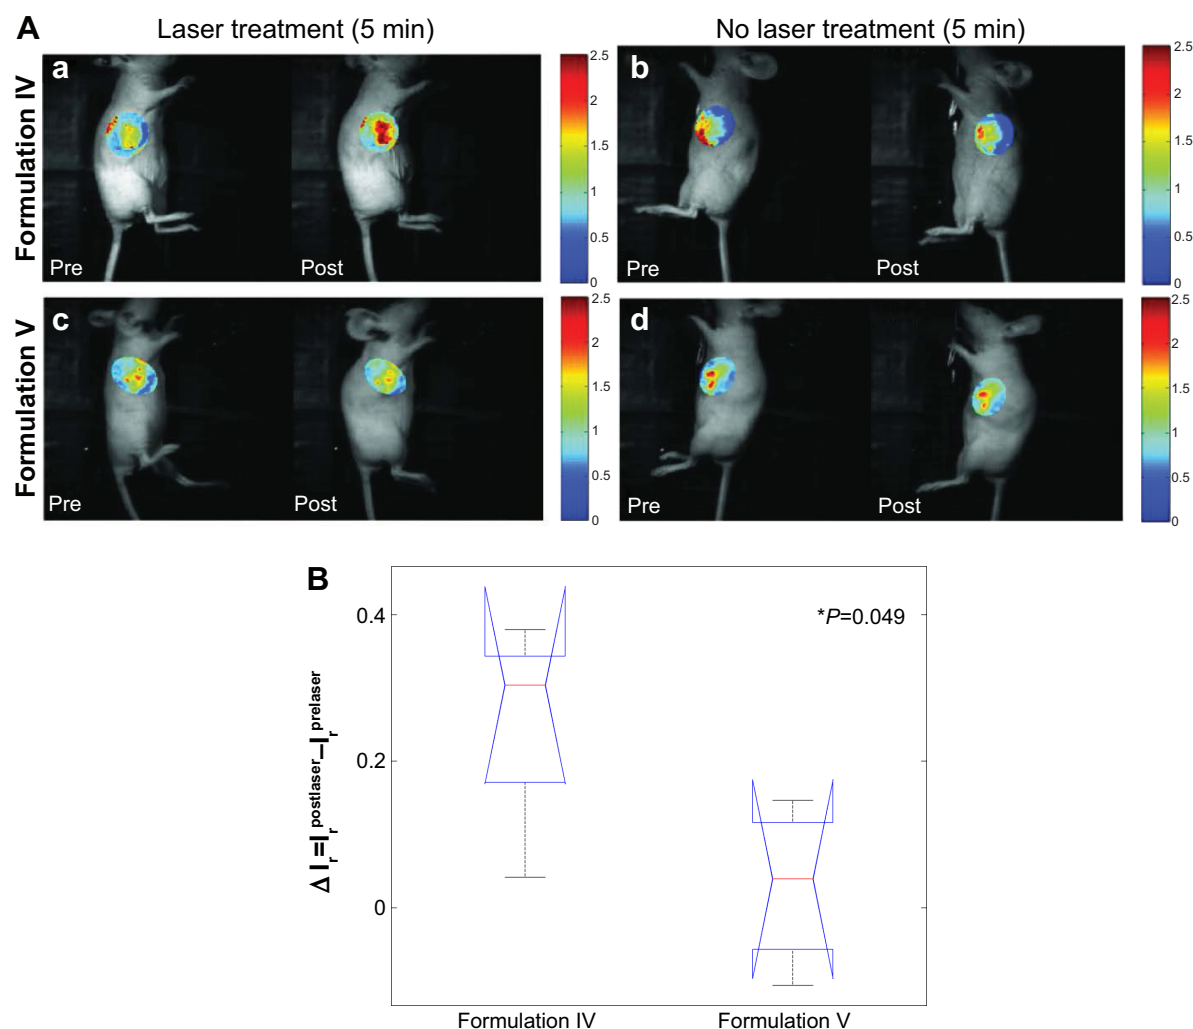 A
Laser treatment (5 min)
No laser treatment (5 min)
Formulation IV
a
Pre
Post
2.5
2
1.5
1
0.5
0
b
Pre
Post
2.5
2
1.5
1
0.5
0
Formulation V
c
Pre
Post
2.5
2
1.5
1
0.5
0
d
Pre
Post
2.5
2
1.5
1
0.5
0
B
*P=0.049
0.4
0.2
0
Δ Iᵣ=Iᵣ^postlaser–Iᵣ^prelaser
Formulation IV
Formulation V